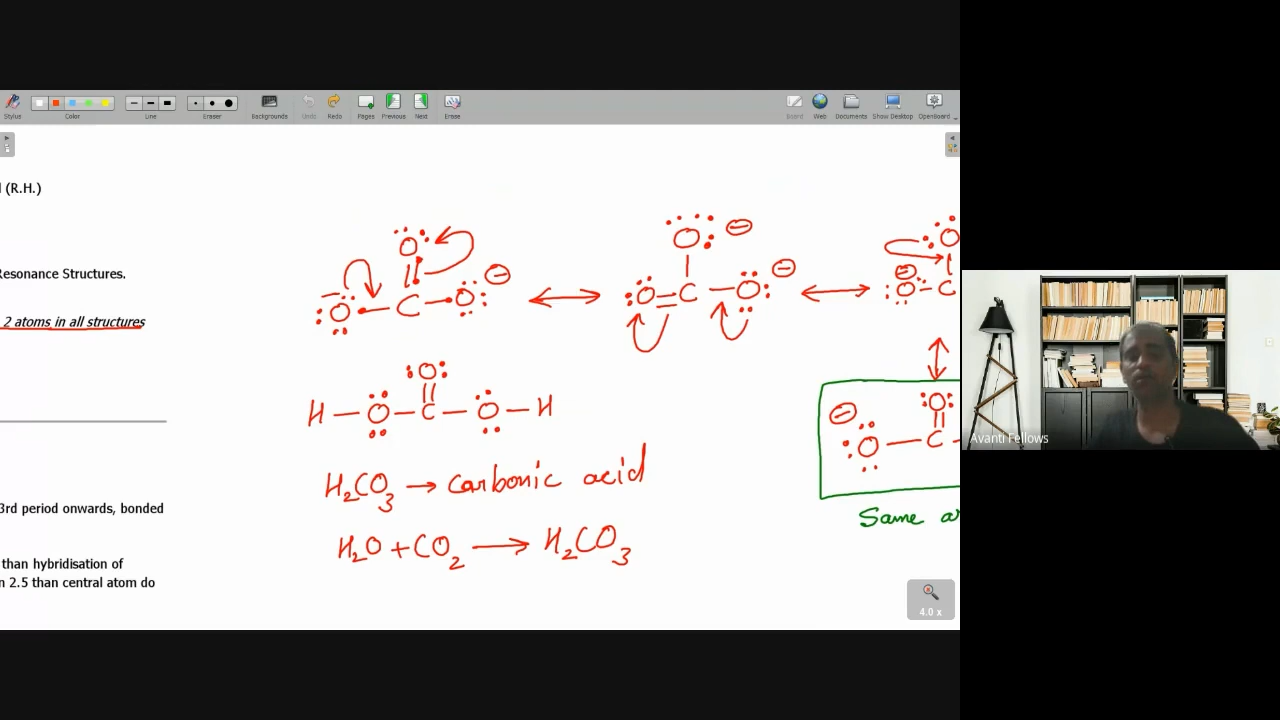 Stylus Color Line Eraser Backgrounds Undo Redo Pages Previous Next Erase Board Web Documents Show Desktop OpenBoard
(R.H.)
Resonance Structures.
2 atoms in all structures
3rd period onwards, bonded
than hybridisation of
2.5 than central atom do
O O O C O O = C - O O O - C
H - O - C - O - H
O
H2CO3 → carbonic acid
H2O + CO2 → H2CO3
O
O - C
Same
4.0 x
Avanti Fellows